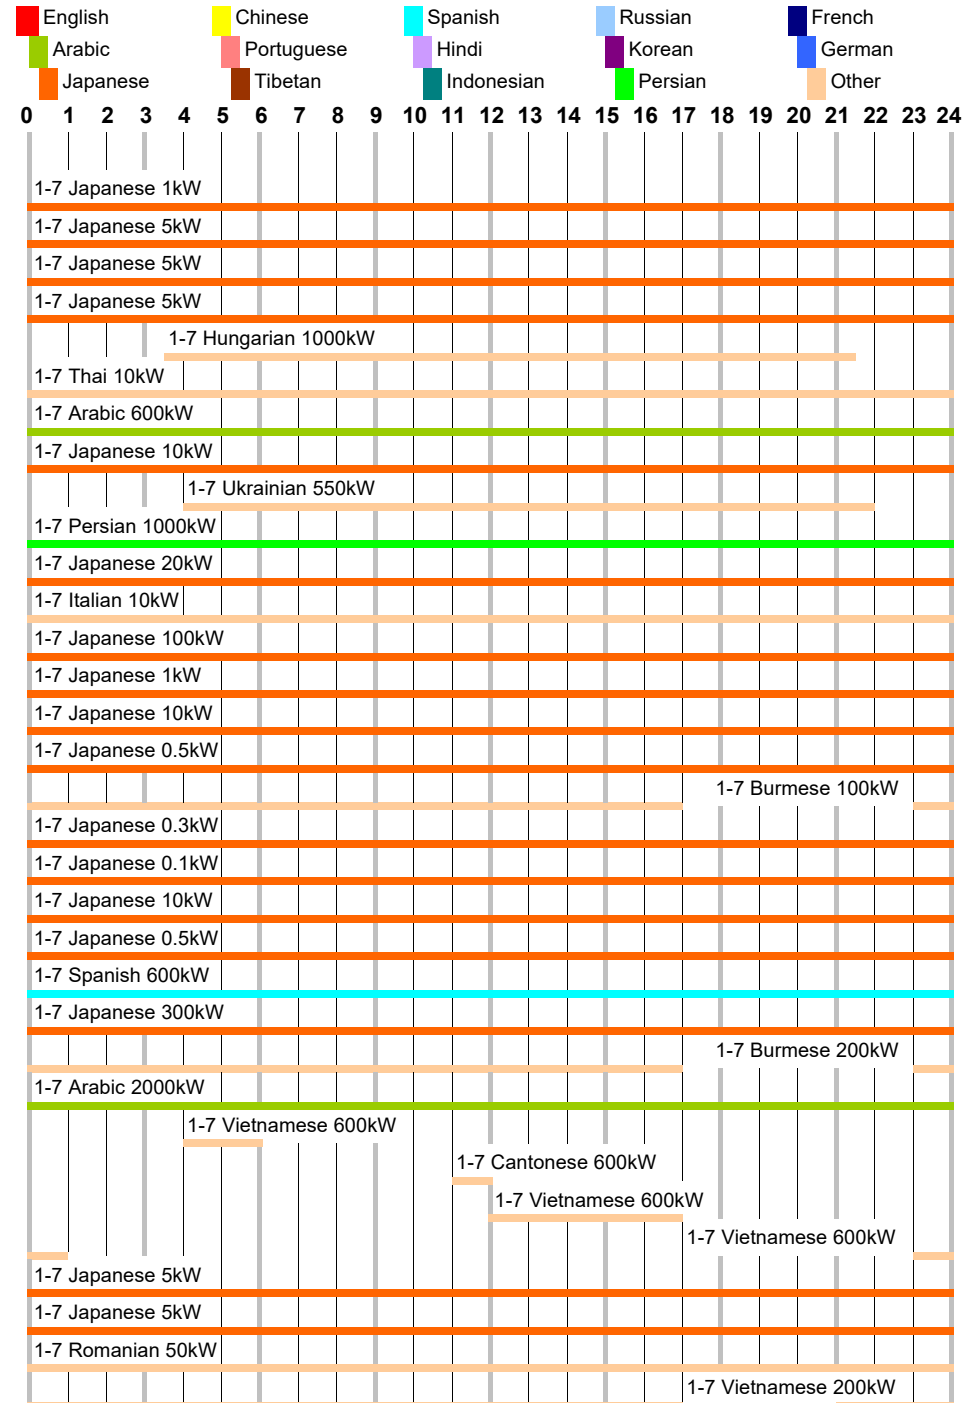 English Chinese Spanish Russian French
Arabic Portuguese Hindi Korean German
Japanese Tibetan Indonesian Persian Other
0 1 2 3 4 5 6 7 8 9 10 11 12 13 14 15 16 17 18 19 20 21 22 23 24
1-7 Japanese 1kW
1-7 Japanese 5kW
1-7 Japanese 5kW
1-7 Japanese 5kW
1-7 Hungarian 1000kW
1-7 Thai 10kW
1-7 Arabic 600kW
1-7 Japanese 10kW
1-7 Ukrainian 550kW
1-7 Persian 1000kW
1-7 Japanese 20kW
1-7 Italian 10kW
1-7 Japanese 100kW
1-7 Japanese 1kW
1-7 Japanese 10kW
1-7 Japanese 0.5kW
1-7 Burmese 100kW
1-7 Japanese 0.3kW
1-7 Japanese 0.1kW
1-7 Japanese 10kW
1-7 Japanese 0.5kW
1-7 Spanish 600kW
1-7 Japanese 300kW
1-7 Burmese 200kW
1-7 Arabic 2000kW
1-7 Vietnamese 600kW
1-7 Cantonese 600kW
1-7 Vietnamese 600kW
1-7 Vietnamese 600kW
1-7 Japanese 5kW
1-7 Japanese 5kW
1-7 Romanian 50kW
1-7 Vietnamese 200kW